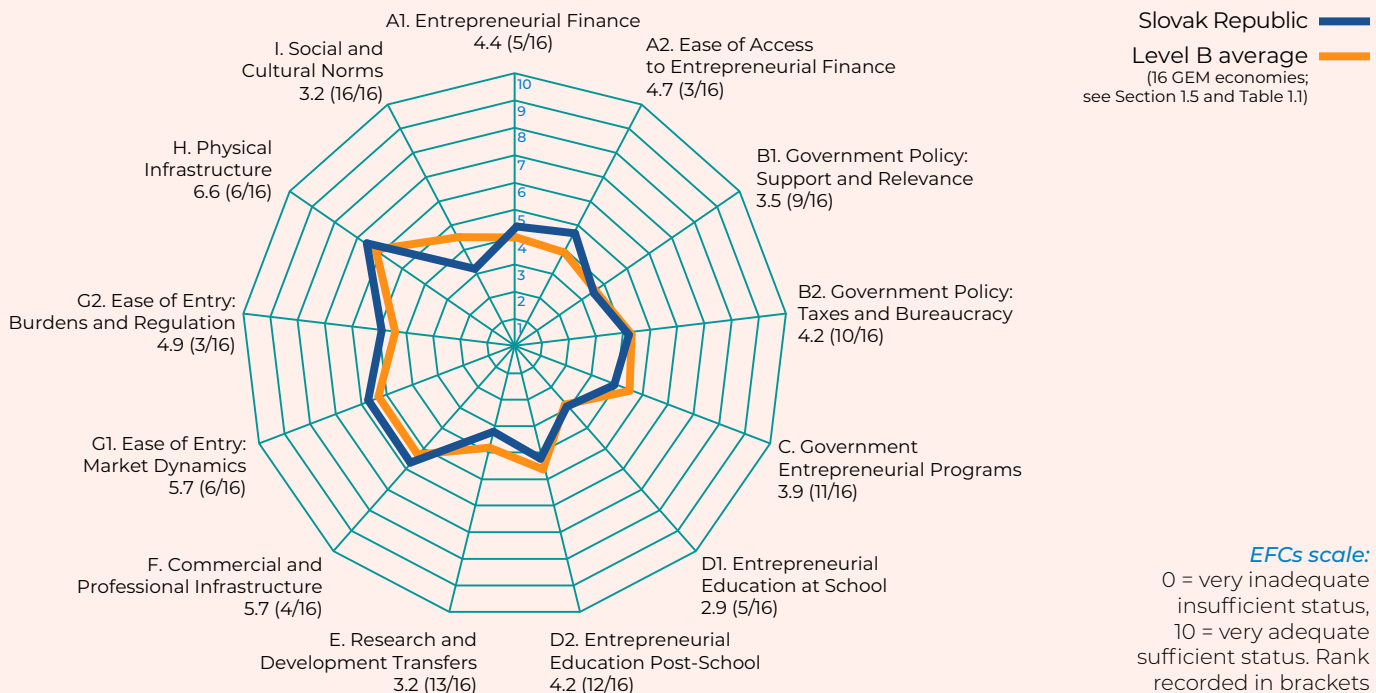 A1. Entrepreneurial Finance
4.4 (5/16)
A2. Ease of Access
to Entrepreneurial Finance
4.7 (3/16)
B1. Government Policy:
Support and Relevance
3.5 (9/16)
B2. Government Policy:
Taxes and Bureaucracy
4.2 (10/16)
C. Government
Entrepreneurial Programs
3.9 (11/16)
D1. Entrepreneurial
Education at School
2.9 (5/16)
D2. Entrepreneurial
Education Post-School
4.2 (12/16)
E. Research and
Development Transfers
3.2 (13/16)
F. Commercial and
Professional Infrastructure
5.7 (4/16)
G1. Ease of Entry:
Market Dynamics
5.7 (6/16)
G2. Ease of Entry:
Burdens and Regulation
4.9 (3/16)
H. Physical
Infrastructure
6.6 (6/16)
I. Social and
Cultural Norms
3.2 (16/16)
10
9
8
7
6
5
4
3
2
1
Slovak Republic
Level B average
(16 GEM economies;
see Section 1.5 and Table 1.1)
EFCs scale:
0 = very inadequate
insufficient status,
10 = very adequate
sufficient status. Rank
recorded in brackets